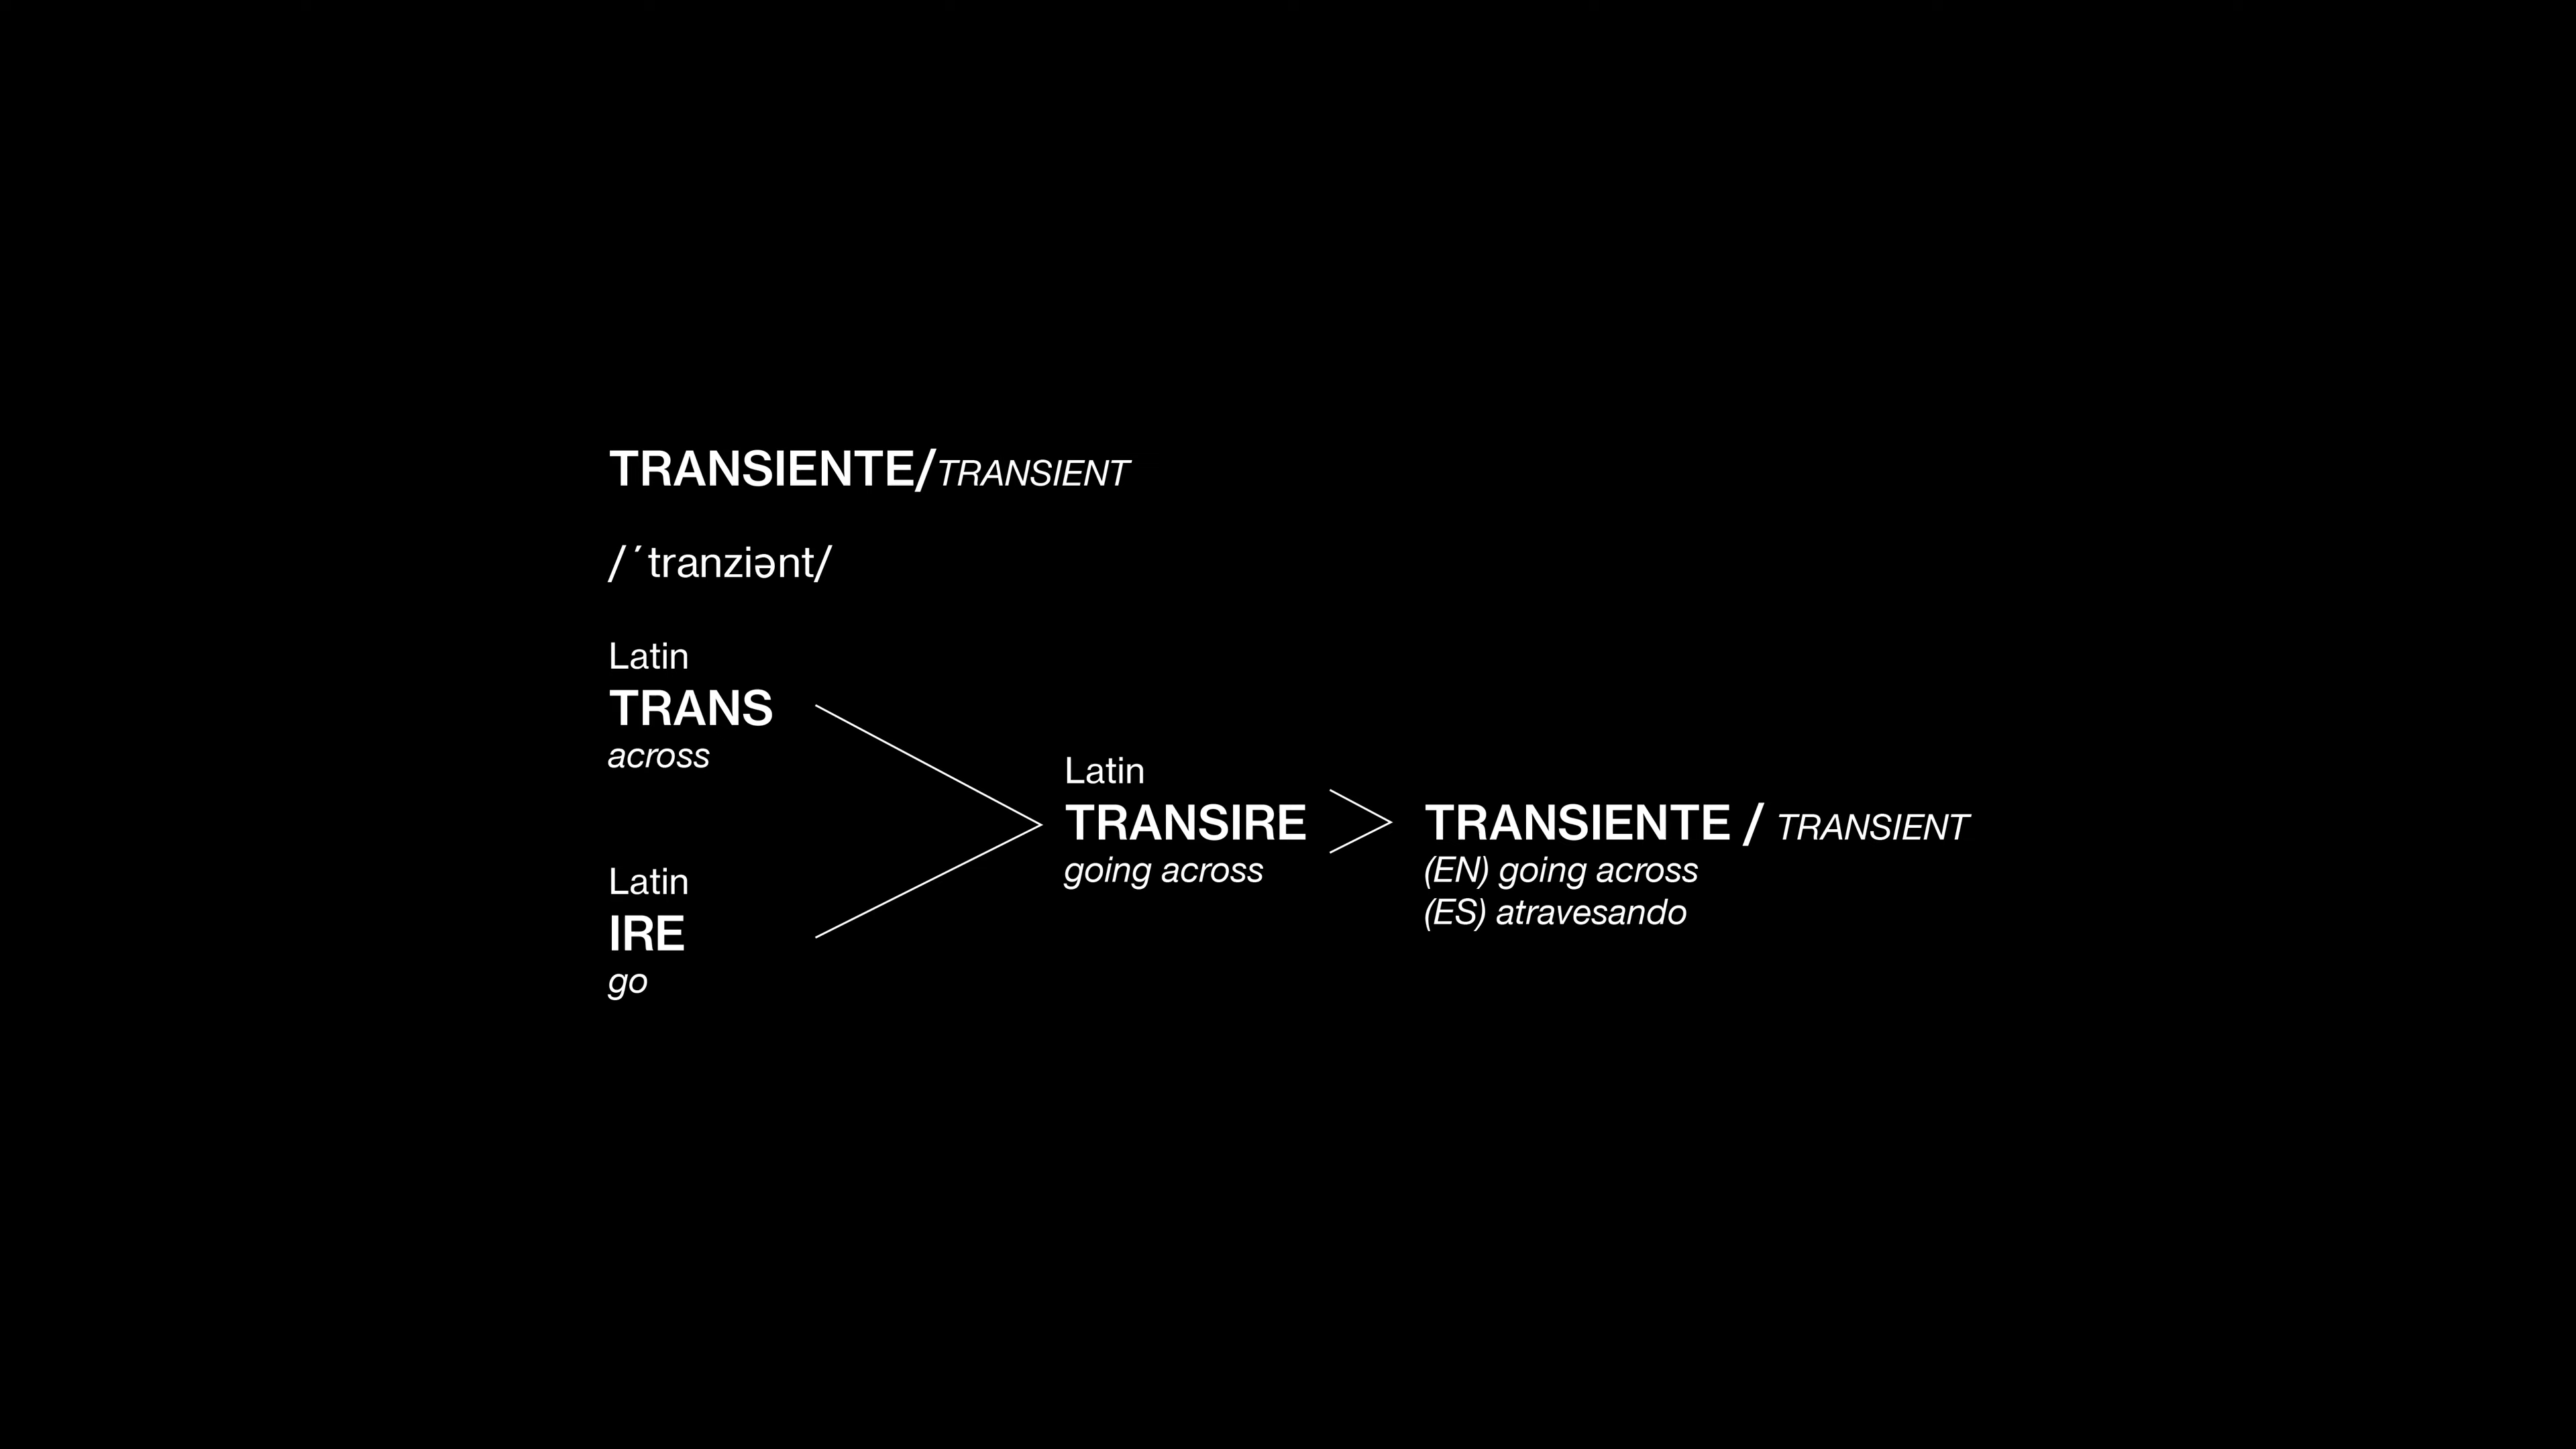 TRANSIENTE/TRANSIENT
/´tranziənt/
Latin
TRANS
across
Latin
IRE
go
Latin
TRANSIRE
going across
TRANSIENTE / TRANSIENT
(EN) going across
(ES) atravesando